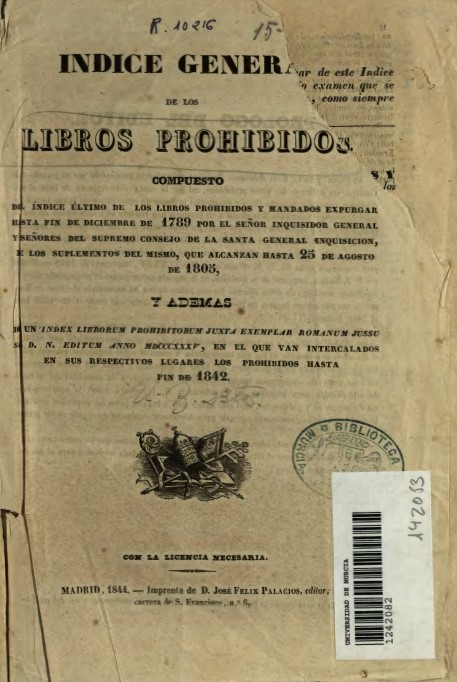 R. 10216
15-
INDICE GENER
ar de este Indice
o examen que se
, como siempre
DE LOS
LIBROS PROHIBIDOS.
COMPUESTO
DEL ÍNDICE ÚLTIMO DE LOS LIBROS PROHIBIDOS Y MANDADOS EXPURGAR
HASTA FIN DE DICIEMBRE DE 1789 POR EL SEÑOR INQUISIDOR GENERAL
Y SEÑORES DEL SUPREMO CONSEJO DE LA SANTA GENERAL INQUISICION,
E LOS SUPLEMENTOS DEL MISMO, QUE ALCANZAN HASTA 25 DE AGOSTO
DE 1805,
Y ADEMAS
UN INDEX LIBRORUM PROHIBITORUM JUXTA EXEMPLAR ROMANUM JUSSU
D. N. EDITUM ANNO MDCCCXXXV, EN EL QUE VAN INTERCALADOS
EN SUS RESPECTIVOS LUGARES LOS PROHIBIDOS HASTA
FIN DE 1842.
BIBLIOTECA
MURCIA
142053
CON LA LICENCIA NECESARIA.
MADRID, 1844. — Imprenta de D. JOSÉ FELIX PALACIOS, editor,
carrera de S. Francisco, n.º 6.
UNIVERSIDAD DE MURCIA
1242082